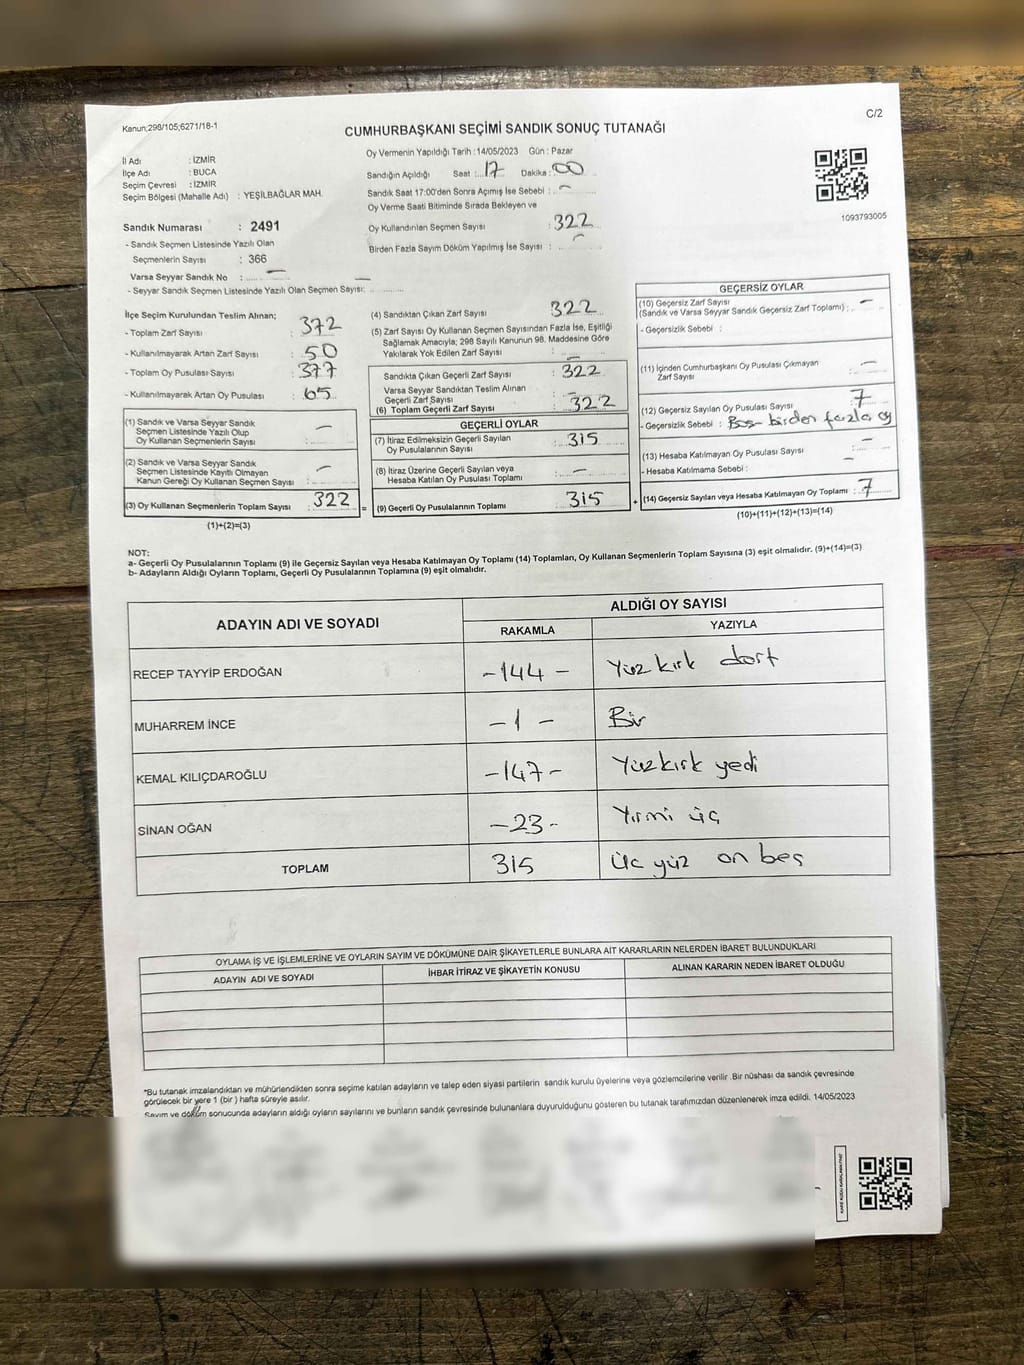 Kanun;298/105;6271/18-1
C/2
CUMHURBAŞKANI SEÇİMİ SANDIK SONUÇ TUTANAĞI
İl Adı : İZMİR
İlçe Adı : BUCA
Seçim Çevresi : İZMİR
Seçim Bölgesi (Mahalle Adı) : YEŞİLBAĞLAR MAH.
Oy Vermenin Yapıldığı Tarih :14/05/2023 Gün : Pazar
Sandığın Açıldığı Saat :.. 17 Dakika : 00
Sandık Saat 17:00'den Sonra Açımış İse Sebebi : –
Oy Verme Saati Bitiminde Sırada Bekleyen ve
Oy Kullandırılan Seçmen Sayısı : 322
Birden Fazla Sayım Döküm Yapılmış İse Sayısı : –
1093793005
Sandık Numarası : 2491
- Sandık Seçmen Listesinde Yazılı Olan
Seçmenlerin Sayısı : 366
Varsa Seyyar Sandık No : –
- Seyyar Sandık Seçmen Listesinde Yazılı Olan Seçmen Sayısı: –
İlçe Seçim Kurulundan Teslim Alınan;
- Toplam Zarf Sayısı : 372
- Kullanılmayarak Artan Zarf Sayısı : 50
- Toplam Oy Pusulası Sayısı : 377
- Kullanılmayarak Artan Oy Pusulası : 65
(1) Sandık ve Varsa Seyyar Sandık
Seçmen Listesinde Yazılı Olup
Oy Kullanan Seçmenlerin Sayısı : –
(2) Sandık ve Varsa Seyyar Sandık
Seçmen Listesinde Kayıtlı Olmayan
Kanun Gereği Oy Kullanan Seçmen Sayısı : –
(3) Oy Kullanan Seçmenlerin Toplam Sayısı : 322
(1)+(2)=(3)
(4) Sandıktan Çıkan Zarf Sayısı : 322
(5) Zarf Sayısı Oy Kullanan Seçmen Sayısından Fazla İse, Eşitliği
Sağlamak Amacıyla; 298 Sayılı Kanunun 98. Maddesine Göre
Yakılarak Yok Edilen Zarf Sayısı : –
Sandıkta Çıkan Geçerli Zarf Sayısı : 322
Varsa Seyyar Sandıktan Teslim Alınan
Geçerli Zarf Sayısı :
(6) Toplam Geçerli Zarf Sayısı : 322
GEÇERLİ OYLAR
(7) İtiraz Edilmeksizin Geçerli Sayılan
Oy Pusulalarının Sayısı : 315
(8) İtiraz Üzerine Geçerli Sayılan veya
Hesaba Katılan Oy Pusulası Toplamı : –
= (9) Geçerli Oy Pusulalarının Toplamı : 315
GEÇERSİZ OYLAR
(10) Geçersiz Zarf Sayısı
(Sandık ve Varsa Seyyar Sandık Geçersiz Zarf Toplamı) : –
- Geçersizlik Sebebi :
(11) İçinden Cumhurbaşkanı Oy Pusulası Çıkmayan
Zarf Sayısı : –
(12) Geçersiz Sayılan Oy Pusulası Sayısı : 7
- Geçersizlik Sebebi : Boş- birden fazla oy
(13) Hesaba Katılmayan Oy Pusulası Sayısı : –
- Hesaba Katılmama Sebebi : –
+ (14) Geçersiz Sayılan veya Hesaba Katılmayan Oy Toplamı : 7
(10)+(11)+(12)+(13)=(14)
NOT:
a- Geçerli Oy Pusulalarının Toplamı (9) ile Geçersiz Sayılan veya Hesaba Katılmayan Oy Toplamı (14) Toplamları, Oy Kullanan Seçmenlerin Toplam Sayısına (3) eşit olmalıdır. (9)+(14)=(3)
b- Adayların Aldığı Oyların Toplamı, Geçerli Oy Pusulalarının Toplamına (9) eşit olmalıdır.
ADAYIN ADI VE SOYADI
ALDIĞI OY SAYISI
RAKAMLA YAZIYLA
RECEP TAYYİP ERDOĞAN -144- Yüz kırk dört
MUHARREM İNCE -1- Bir
KEMAL KILIÇDAROĞLU -147- Yüzkırk yedi
SİNAN OĞAN -23- Yirmi üç
TOPLAM 315 üç yüz on beş
OYLAMA İŞ VE İŞLEMLERİNE VE OYLARIN SAYIM VE DÖKÜMÜNE DAİR ŞİKAYETLERLE BUNLARA AİT KARARLARIN NELERDEN İBARET BULUNDUKLARI
ADAYIN ADI VE SOYADI İHBAR İTİRAZ VE ŞİKAYETİN KONUSU ALINAN KARARIN NEDEN İBARET OLDUĞU
*Bu tutanak imzalandıktan ve mühürlendikten sonra seçime katılan adayların ve talep eden siyasi partilerin sandık kurulu üyelerine veya gözlemcilerine verilir .Bir nüshası da sandık çevresinde
görülecek bir yere 1 (bir ) hafta süreyle asılır.
Sayım ve döküm sonucunda adayların aldığı oyların sayılarını ve bunların sandık çevresinde bulunanlara duyurulduğunu gösteren bu tutanak tarafımızdan düzenlenerek imza edildi. 14/05/2023